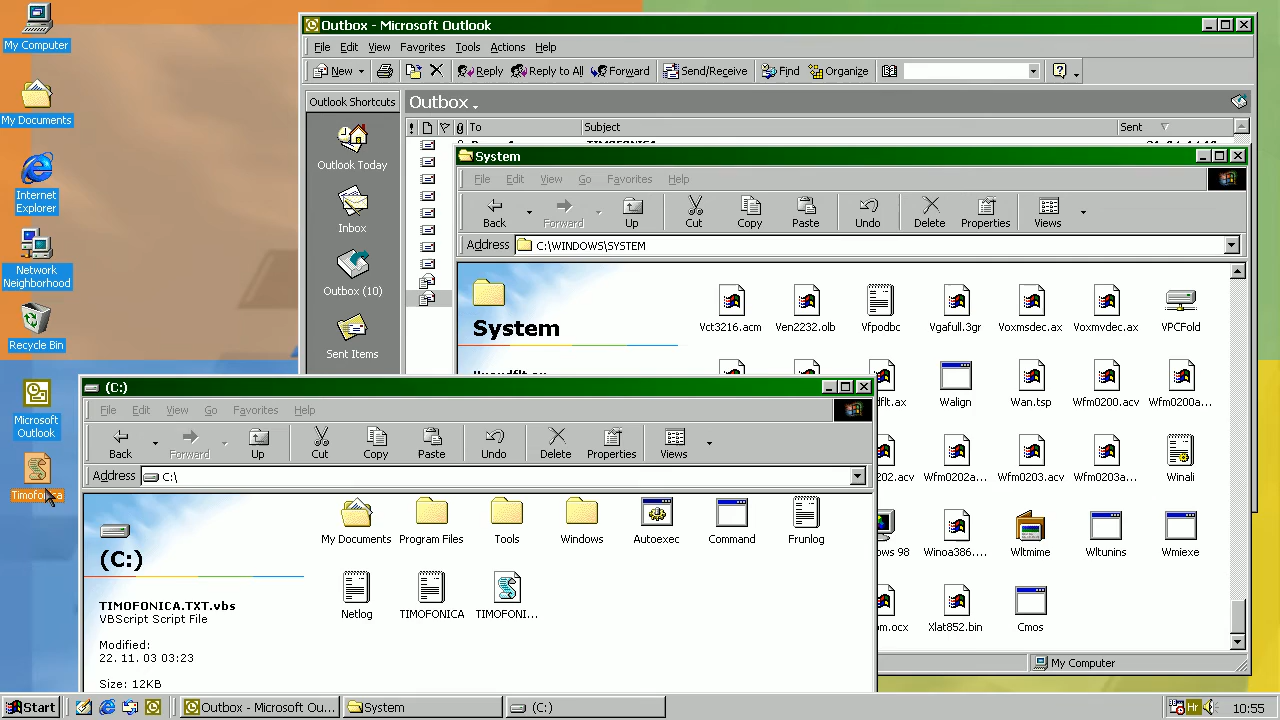 My Computer
My Documents
Internet
Explorer
Network
Neighborhood
Recycle Bin
Microsoft
Outlook
Timofonica
Outbox - Microsoft Outlook
File Edit View Favorites Tools Actions Help
New Reply Reply to All Forward Send/Receive Find Organize
Outlook Shortcuts
Outlook Today
Inbox
Outbox (10)
Sent Items
Outbox
! To Subject Sent
System
File Edit View Go Favorites Help
Back Forward Up Cut Copy Paste Undo Delete Properties Views
Address C:\WINDOWS\SYSTEM
System
Vct3216.acm Ven2232.olb Vfpodbc Vgafull.3gr Voxmsdec.ax Voxmvdec.ax VPCFold
Walign Wan.tsp Wfm0200.acv Wfm0200a...
Wfm0203.acv Wfm0203a... Winali
Winoa386.... Wltmime Wltunins Wmiexe
Xlat852.bin Cmos
My Computer
(C:)
File Edit View Go Favorites Help
Back Forward Up Cut Copy Paste Undo Delete Properties Views
Address C:\
(C:)
TIMOFONICA.TXT.vbs
VBScript Script File
Modified:
22. 11. 03 03:23
Size: 12KB
My Documents Program Files Tools Windows Autoexec Command Frunlog
Netlog TIMOFONICA TIMOFONI...
Start Outbox - Microsoft Ou... System (C:) Hr 10:55